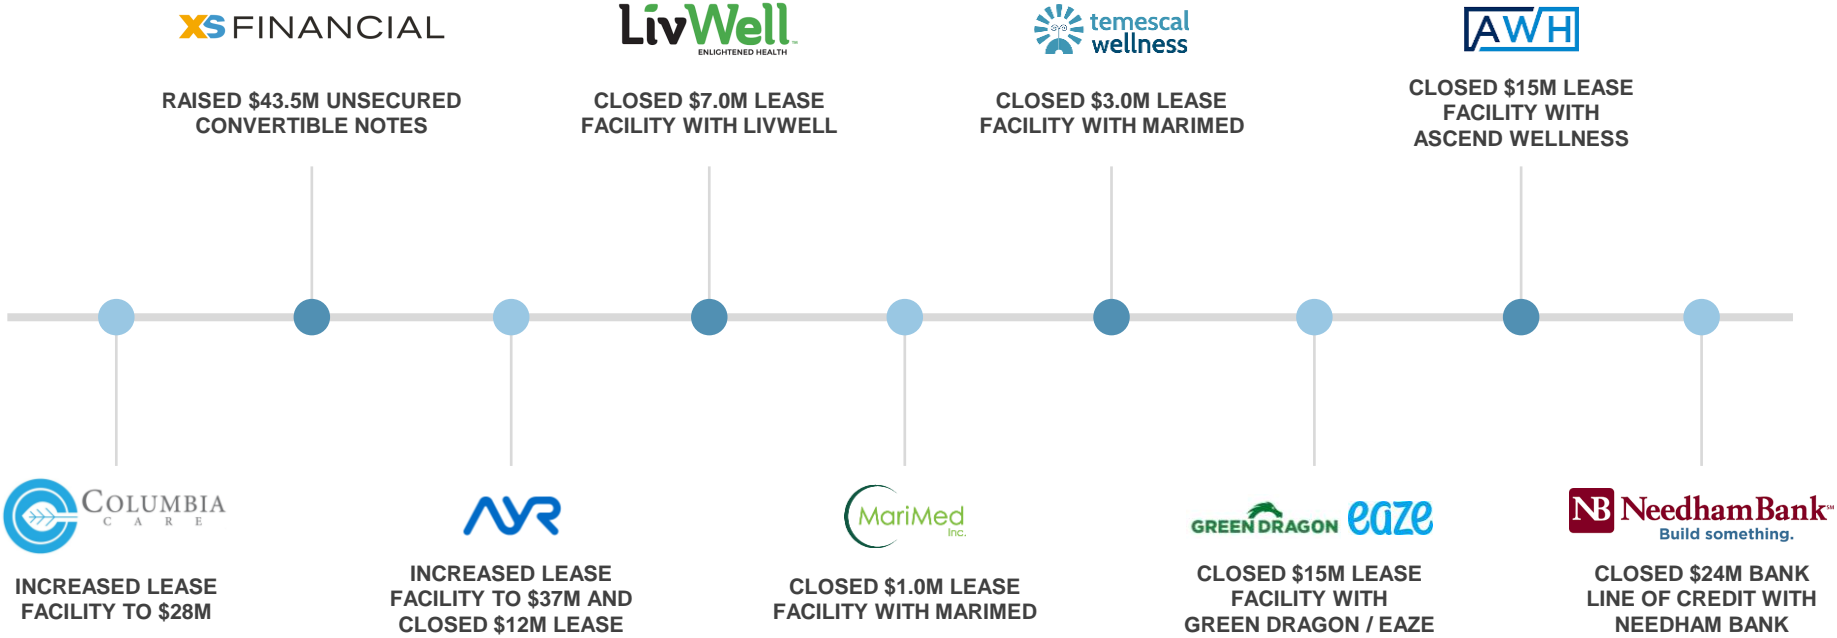 XS FINANCIAL
RAISED $43.5M UNSECURED
CONVERTIBLE NOTES
LivWell™
ENLIGHTENED HEALTH
CLOSED $7.0M LEASE
FACILITY WITH LIVWELL
temescal
wellness
CLOSED $3.0M LEASE
FACILITY WITH MARIMED
AWH
CLOSED $15M LEASE
FACILITY WITH
ASCEND WELLNESS
COLUMBIA
CARE
INCREASED LEASE
FACILITY TO $28M
AYR
INCREASED LEASE
FACILITY TO $37M AND
CLOSED $12M LEASE
MariMed
Inc.
CLOSED $1.0M LEASE
FACILITY WITH MARIMED
GREEN DRAGON eaze
CLOSED $15M LEASE
FACILITY WITH
GREEN DRAGON / EAZE
NB NeedhamBank℠
Build something.
CLOSED $24M BANK
LINE OF CREDIT WITH
NEEDHAM BANK